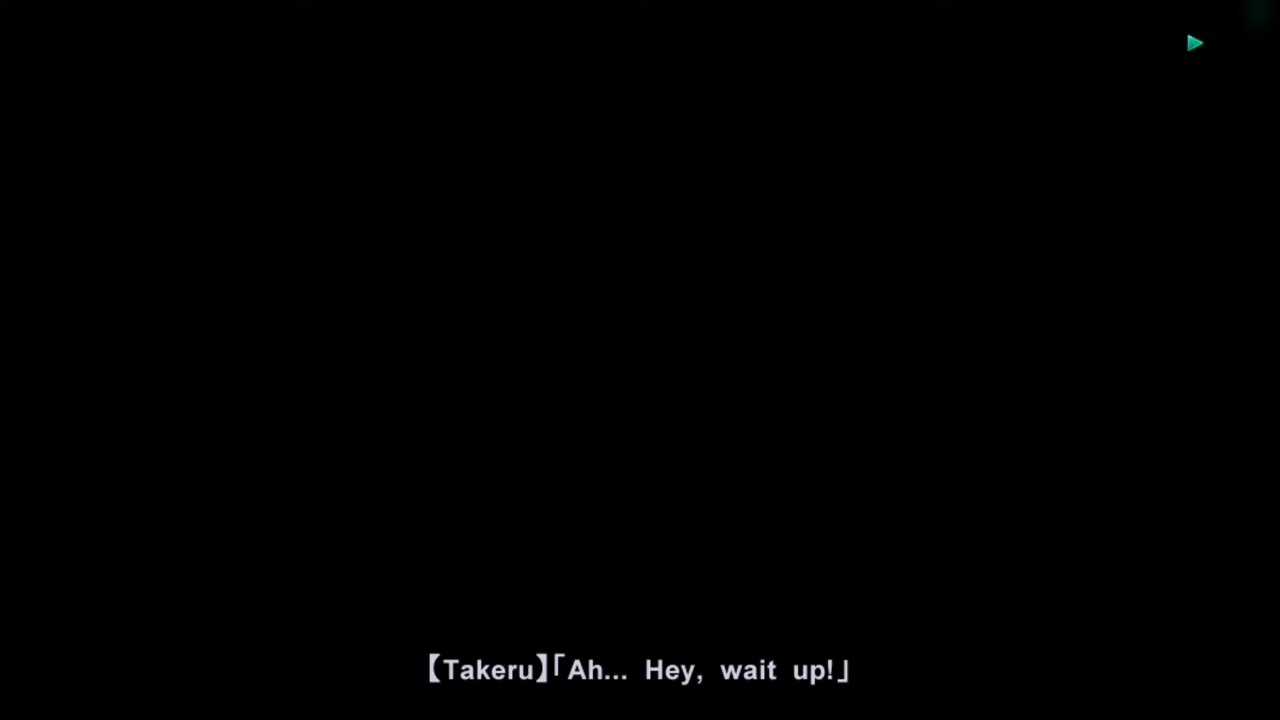 【Takeru】「Ah... Hey, wait up!」